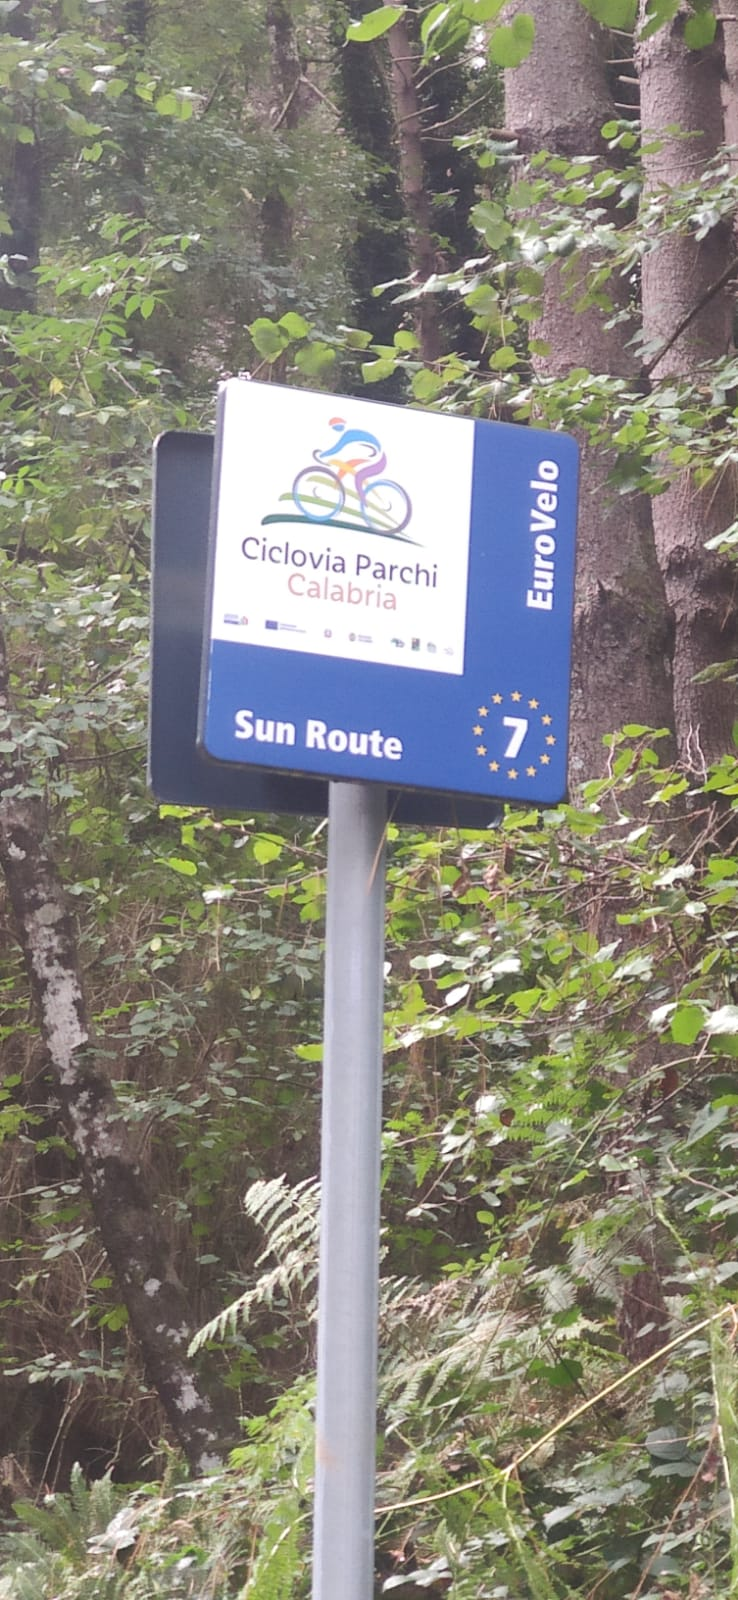 Ciclovia Parchi
Calabria
EuroVelo
Sun Route
7